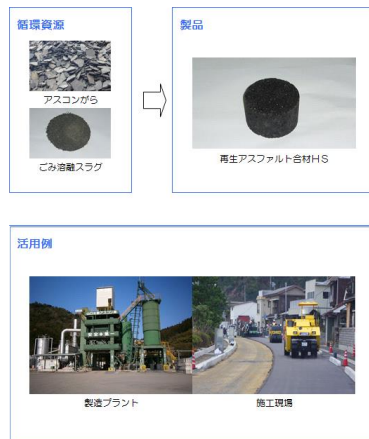 循環資源
アスコンがら
ごみ溶融スラグ
製品
再生アスファルト合材HS
活用例
製造プラント
施工現場